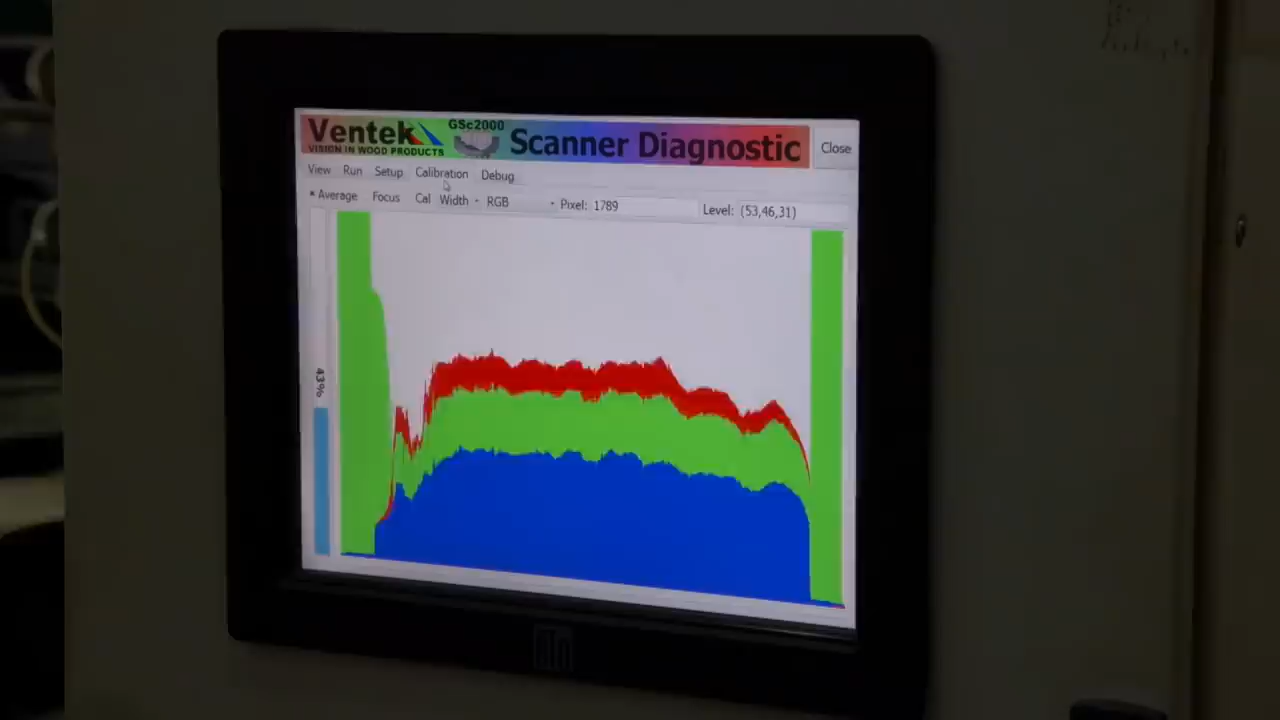 Ventek GSc2000 Scanner Diagnostic Close
VISION IN WOOD PRODUCTS
View Run Setup Calibration Debug
Average Focus Cal Width RGB Pixel: 1789 Level: (53,46,31)
43%
elo